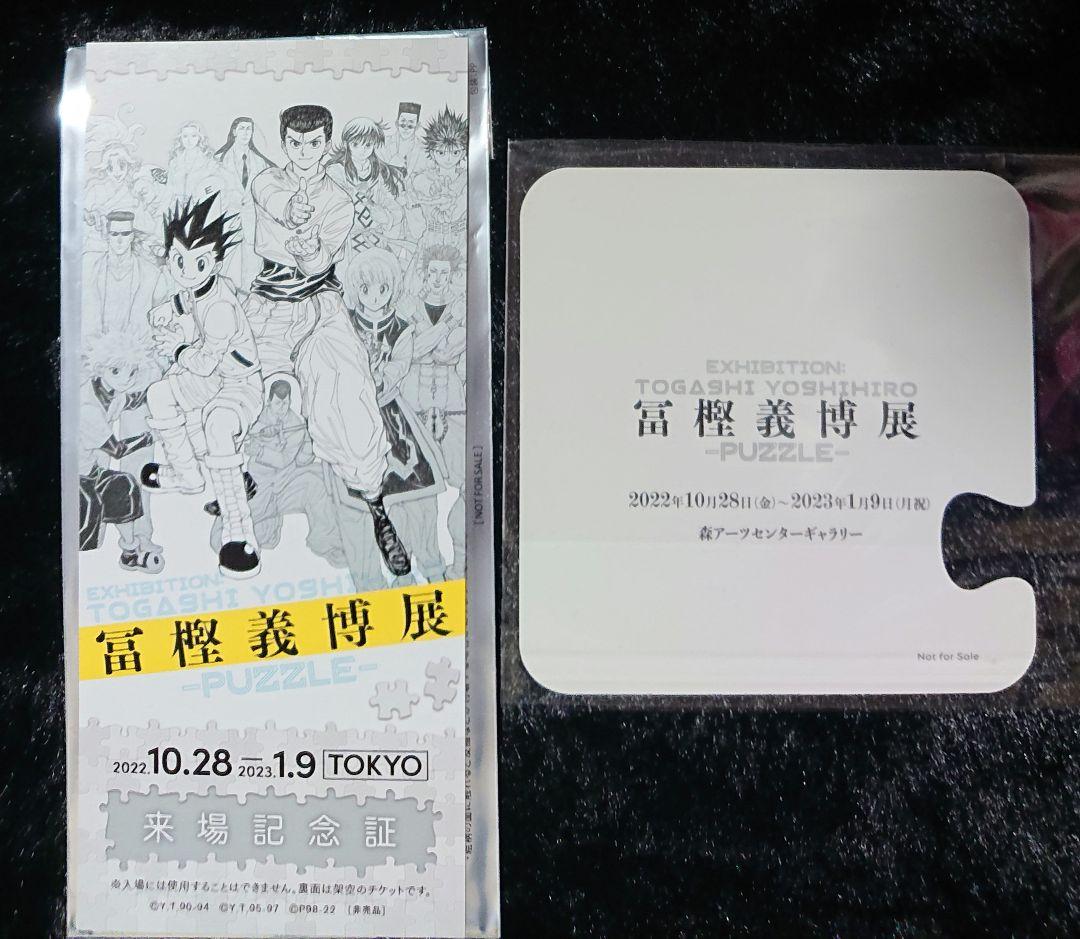 包装:PP
[NOT FOR SALE]
EXHIBITION:
TOGASHI YOSHI
冨樫義博展
-PUZZLE-
2022.10.28－2023.1.9 TOKYO
来場記念証
※入場には使用することはできません。裏面は架空のチケットです。
©Y.T.90-94 ©Y.T.95-97 ©P98-22 [非売品]
EXHIBITION:
TOGASHI YOSHIHIRO
冨樫義博展
-PUZZLE-
2022年10月28日(金)～2023年1月9日(月祝)
森アーツセンターギャラリー
Not for Sale